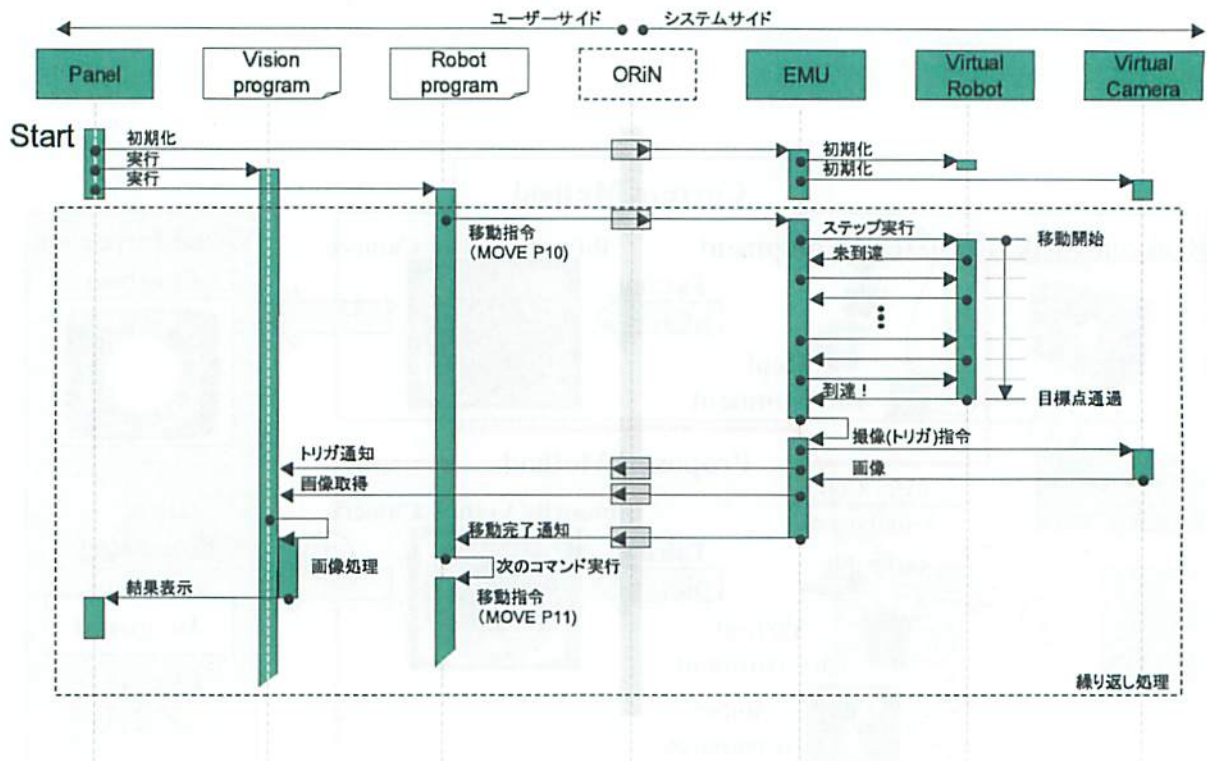 ユーザーサイド
システムサイド
Panel
Vision
program
Robot
program
ORiN
EMU
Virtual
Robot
Virtual
Camera
Start
初期化
実行
実行
初期化
初期化
移動指令
(MOVE P10)
ステップ実行
未到達
移動開始
到達!
目標点通過
撮像(トリガ)指令
トリガ通知
画像
画像取得
移動完了通知
画像処理
次のコマンド実行
結果表示
移動指令
(MOVE P11)
繰り返し処理